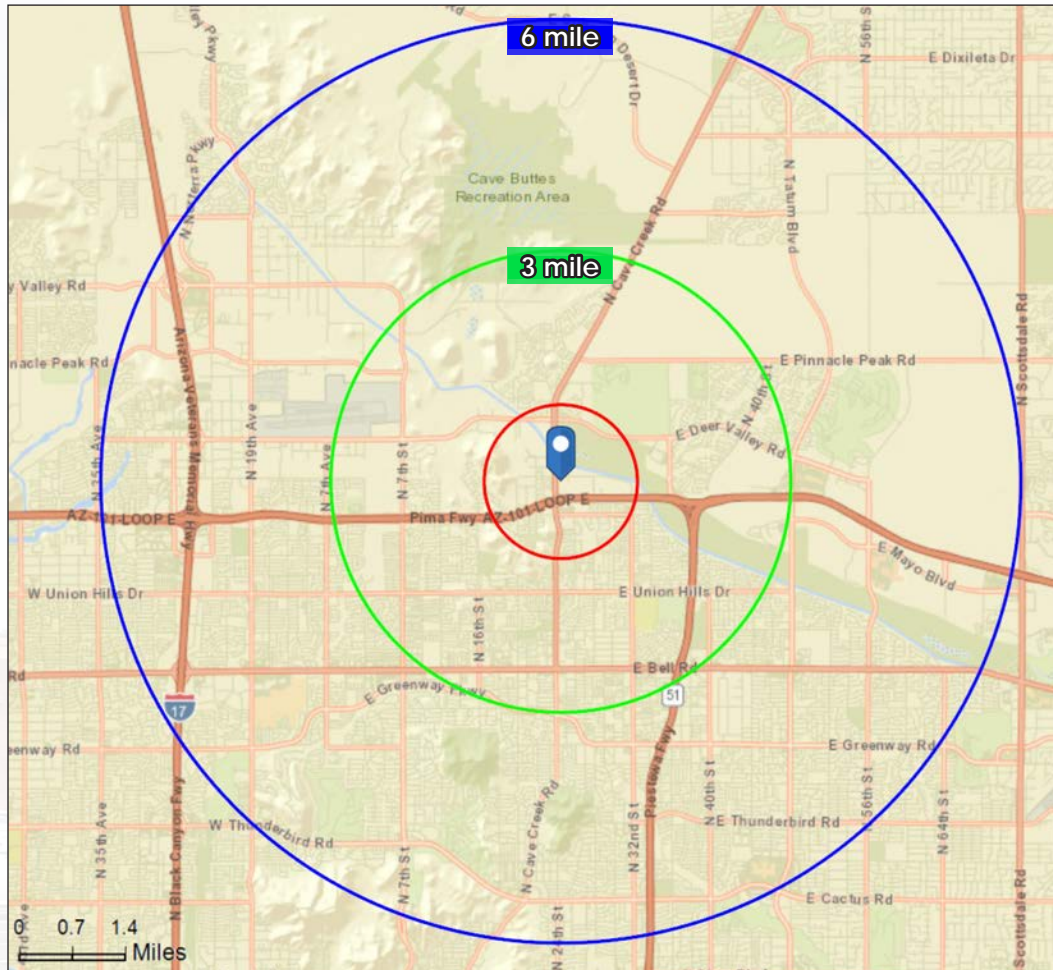 6 mile
Desert Dr
N 56th St
E Dixileta Dr
N Norterra Pkwy
Cave Buttes
Recreation Area
N Tatum Blvd
3 mile
N Cave Creek Rd
y Valley Rd
N Scottsdale Rd
nnacle Peak Rd
Arizona Veterans Memorial Hwy
E Pinnacle Peak Rd
N 40th St
N 35th Ave
N 19th Ave
N 7th Ave
N 7th St
E Deer Valley Rd
AZ-101-LOOP E
Pima Fwy AZ-101-LOOP E
E Mayo Blvd
W Union Hills Dr
E Union Hills Dr
N 16th St
Rd
E Bell Rd
E Greenway Pkwy
51
17
eenway Rd
E Greenway Rd
N Black Canyon Fwy
Piestewa Fwy
N 35th Ave
W Thunderbird Rd
N 7th St
N Cave Creek Rd
N 32nd St
N 40th St
E Thunderbird Rd
N 56th St
N 64th St
E Cactus Rd
Scottsdale Rd
N 24th St
0 0.7 1.4
Miles